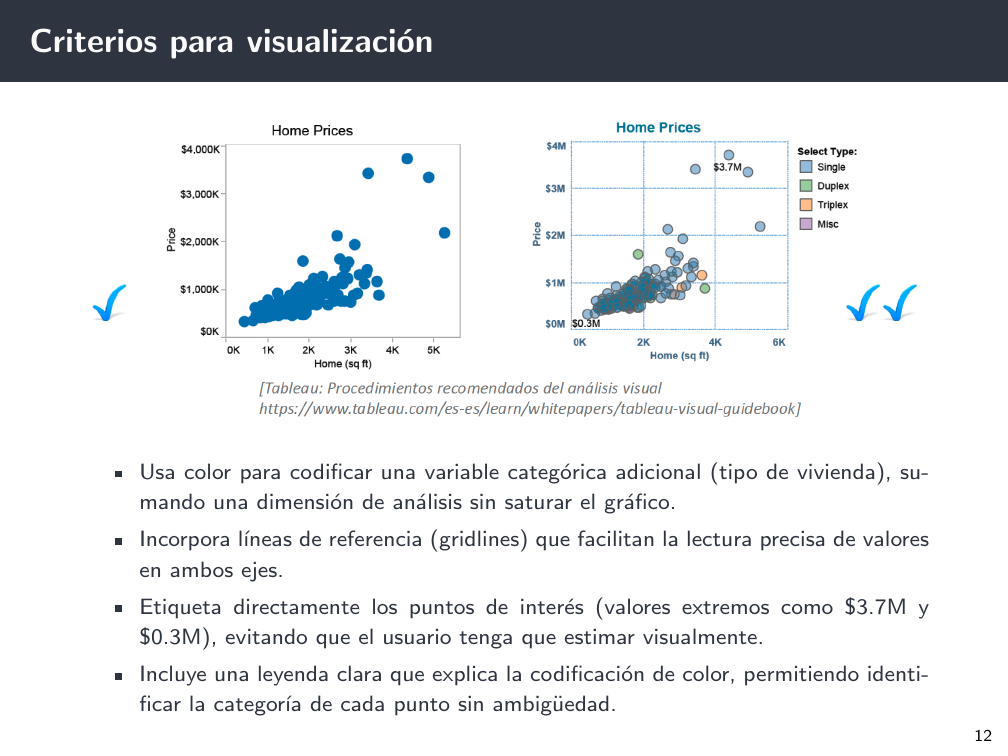 Criterios para visualización
Home Prices
$4,000K
$3,000K
$2,000K
$1,000K
$0K
Price
0K 1K 2K 3K 4K 5K
Home (sq ft)
Home Prices
$4M
$3M
$2M
$1M
$0M
Price
$3.7M
$0.3M
0K 2K 4K 6K
Home (sq ft)
Select Type:
Single
Duplex
Triplex
Misc
[Tableau: Procedimientos recomendados del análisis visual
https://www.tableau.com/es-es/learn/whitepapers/tableau-visual-guidebook]
Usa color para codificar una variable categórica adicional (tipo de vivienda), su-
mando una dimensión de análisis sin saturar el gráfico.
Incorpora líneas de referencia (gridlines) que facilitan la lectura precisa de valores
en ambos ejes.
Etiqueta directamente los puntos de interés (valores extremos como $3.7M y
$0.3M), evitando que el usuario tenga que estimar visualmente.
Incluye una leyenda clara que explica la codificación de color, permitiendo identi-
ficar la categoría de cada punto sin ambigüedad.
12